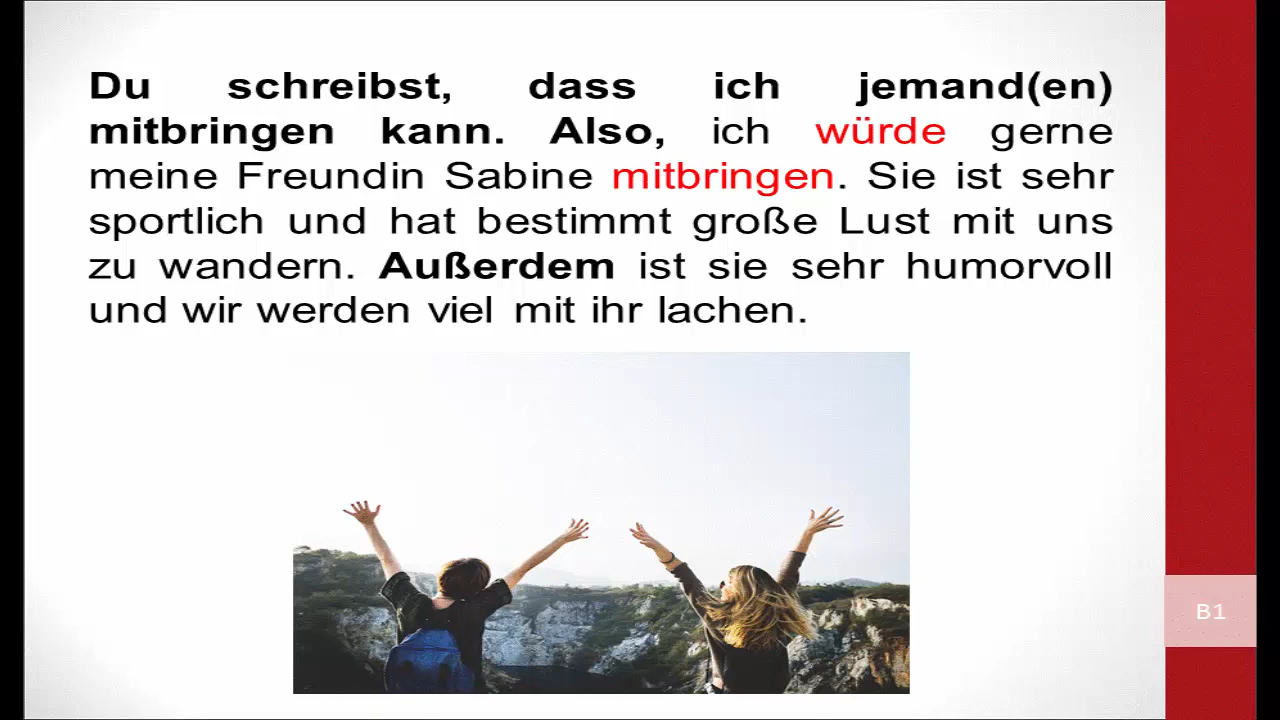 Du schreibst, dass ich jemand(en)
mitbringen kann. Also, ich würde gerne
meine Freundin Sabine mitbringen. Sie ist sehr
sportlich und hat bestimmt große Lust mit uns
zu wandern. Außerdem ist sie sehr humorvoll
und wir werden viel mit ihr lachen.
B1